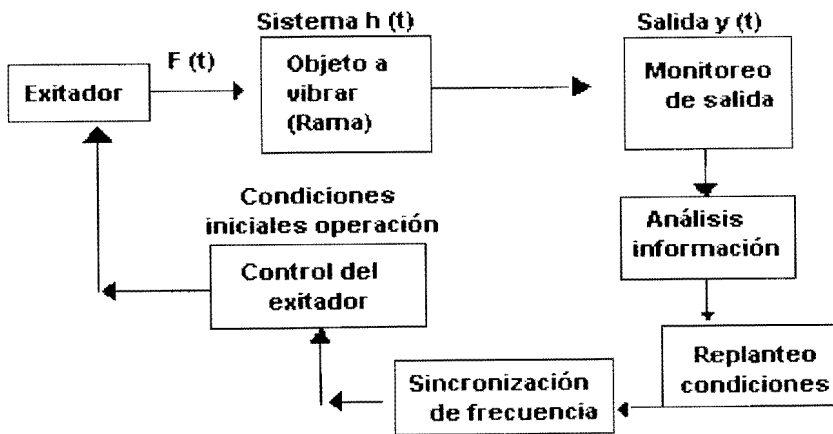 Sistema h (t)
Salida y (t)
Exitador
F (t)
Objeto a
vibrar
(Rama)
Monitoreo
de salida
Análisis
información
Replanteo
condiciones
Sincronización
de frecuencia
Condiciones
iniciales operación
Control del
exitador